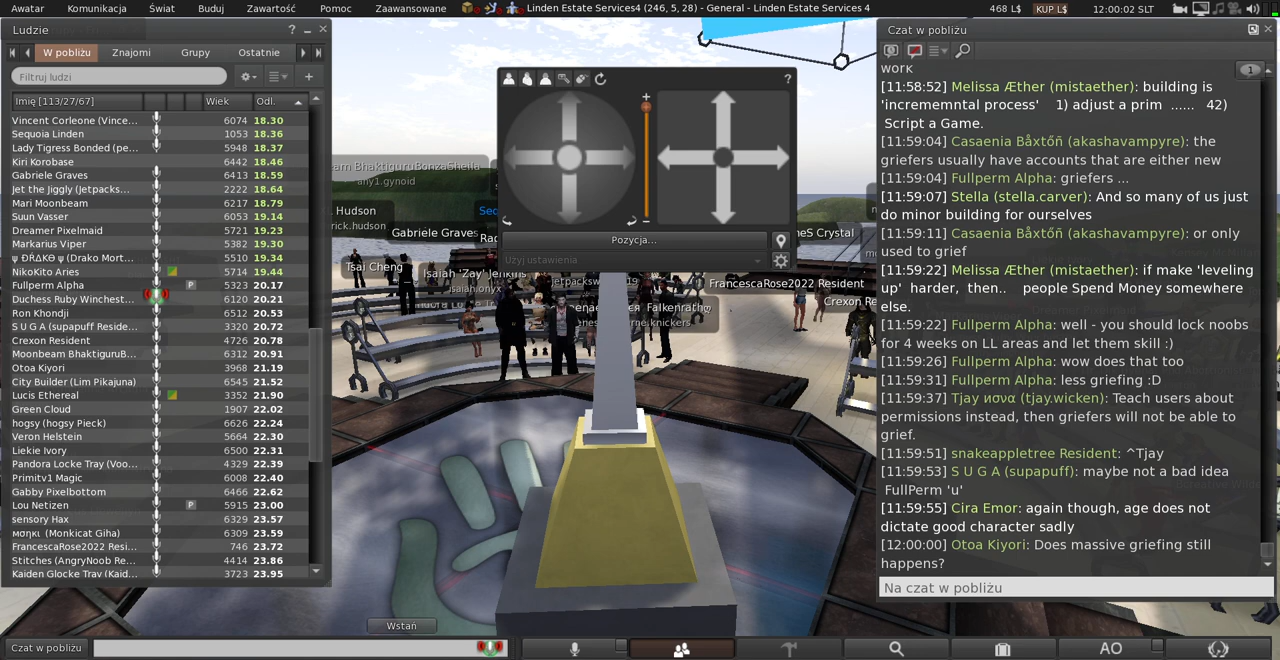 Awatar Komunikacja Świat Buduj Zawartość Pomoc Zaawansowane Linden Estate Services4 (246, 5, 28) - General - Linden Estate Services 4 468 L$ KUP L$ 12:00:02 SLT
Ludzie
? _ ×
W pobliżu Znajomi Grupy Ostatnie
Filtruj ludzi
Imię [113/27/67] Wiek Odl.
Vincent Corleone (Vince... 6074 18.30
Sequoia Linden 1053 18.36
Lady Tigress Bonded (pe... 5948 18.37
Kiri Korobase 6442 18.46
Gabriele Graves 6413 18.59
Jet the Jiggly (Jetpacks... 2222 18.64
Mari Moonbeam 6217 18.79
Suun Vasser 6053 19.14
Dreamer Pixelmaid 5721 19.23
Markarius Viper 5382 19.30
ψ ĐŘΔҜΘ ψ (Drako Mort... 5510 19.34
NikoKito Aries 5714 19.44
Fullperm Alpha P 5323 20.17
Duchess Ruby Winchest... 6120 20.21
Ron Khondji 6512 20.53
S U G A (supapuff Reside... 3320 20.72
Crexon Resident 4726 20.78
Moonbeam BhaktiguruB... 6312 20.91
Otoa Kiyori 3968 21.19
City Builder (Lim Pikajuna) 6545 21.52
Lucis Ethereal 3352 21.90
Green Cloud 1907 22.02
hogsy (hogsy Pieck) 6626 22.24
Veron Helstein 5664 22.30
Liekie Ivory 6500 22.31
Pandora Locke Tray (Voo... 4329 22.39
Primitv1 Magic 6008 22.40
Gabby Pixelbottom 6466 22.62
Lou Netizen P 5915 23.00
sensory Hax 6329 23.57
мσηкι (Monkicat Giha) 6309 23.59
FrancescaRose2022 Resi... 746 23.72
Stitches (AngryNoob Re... 4414 23.86
Kaiden Glocke Trav (Kaid... 3723 23.95
?
Pozycja...
Użyj ustawienia
BhaktiguruBonzaSheila
any1.gynoid
Hudson
rick.hudson
Gabriele Graves
Tsai Cheng
Isaiah 'Zay' Jenkins
FrancescaRose2022 Resident
Crystal
Wstań
Czat w pobliżu
1
work
[11:58:52] Melissa Æther (mistaether): building is
'incrememntal process' 1) adjust a prim ...... 42)
Script a Game.
[11:59:04] Casaenia Båxtőñ (akashavampyre): the
griefers usually have accounts that are either new
[11:59:04] Fullperm Alpha: griefers ...
[11:59:07] Stella (stella.carver): And so many of us just
do minor building for ourselves
[11:59:11] Casaenia Båxtőñ (akashavampyre): or only
used to grief
[11:59:22] Melissa Æther (mistaether): if make 'leveling
up' harder, then.. people Spend Money somewhere
else.
[11:59:22] Fullperm Alpha: well - you should lock noobs
for 4 weeks on LL areas and let them skill :)
[11:59:26] Fullperm Alpha: wow does that too
[11:59:31] Fullperm Alpha: less griefing :D
[11:59:37] Tjay ιησνα (tjay.wicken): Teach users about
permissions instead, then griefers will not be able to
grief.
[11:59:51] snakeappletree Resident: ^Tjay
[11:59:53] S U G A (supapuff): maybe not a bad idea
FullPerm 'u'
[11:59:55] Cira Emor: again though, age does not
dictate good character sadly
[12:00:00] Otoa Kiyori: Does massive griefing still
happens?
Na czat w pobliżu
Czat w pobliżu AO